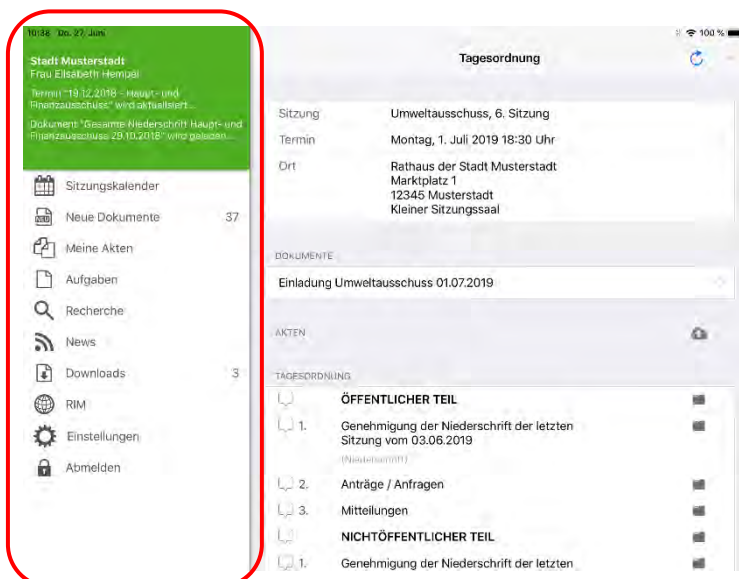 10:38 Do. 27. Juni
100 %
Stadt Musterstadt
Frau Elisabeth Hempel
Termin "19.12.2018 - Haupt- und
Finanzausschuss" wird aktualisiert...
Dokument "Gesamte Niederschrift Haupt- und
Finanzausschuss 29.10.2018" wird gelesen...
Sitzungskalender
Neue Dokumente 37
Meine Akten
Aufgaben
Recherche
News
Downloads 3
RIM
Einstellungen
Abmelden
Tagesordnung
Sitzung Umweltausschuss, 6. Sitzung
Termin Montag, 1. Juli 2019 18:30 Uhr
Ort Rathaus der Stadt Musterstadt
Marktplatz 1
12345 Musterstadt
Kleiner Sitzungssaal
DOKUMENTE
Einladung Umweltausschuss 01.07.2019
AKTEN
TAGESORDNUNG
ÖFFENTLICHER TEIL
1. Genehmigung der Niederschrift der letzten
Sitzung vom 03.06.2019
(Niederschrift)
2. Anträge / Anfragen
3. Mitteilungen
NICHTÖFFENTLICHER TEIL
1. Genehmigung der Niederschrift der letzten